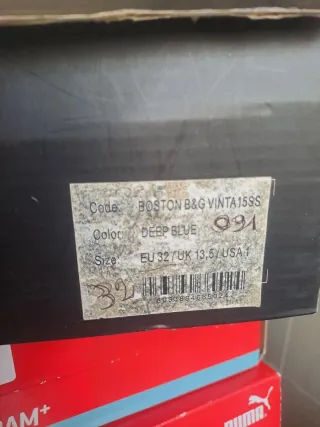 Code: BOSTON B&G VINTA15SS
Color DEEP BLUE 091
Size EU 32 / UK 13,5 / USA 1
32
AM+
PUMA